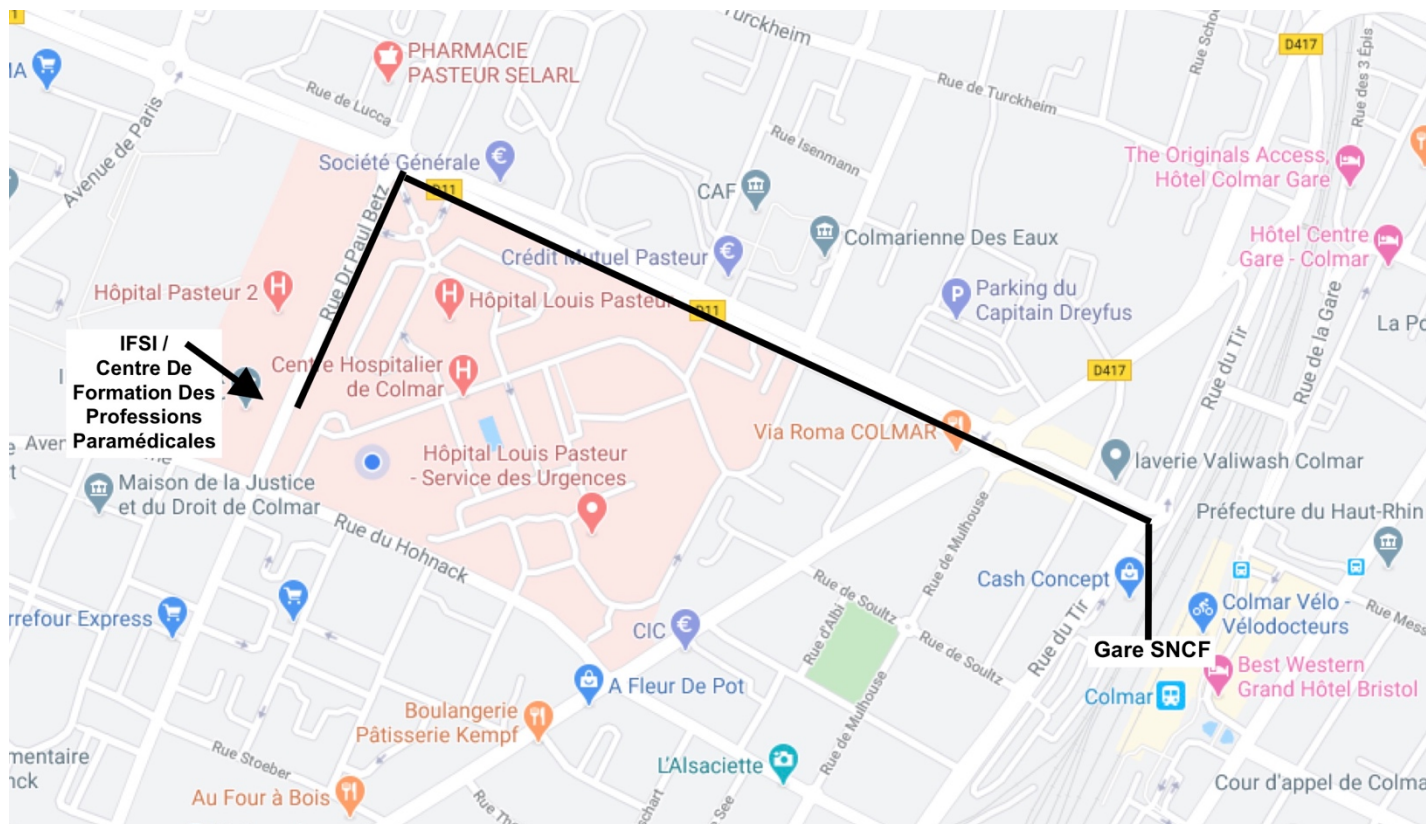 Turckheim
D417
PHARMACIE
PASTEUR SELARL
Rue de Lucca
Avenue de Paris
Rue de Turckheim
Rue des 3 Épis
Rue Isenmann
Société Générale
D11
CAF
The Originals Access,
Hôtel Colmar Gare
Rue Dr Paul Betz
Colmarienne Des Eaux
Crédit Mutuel Pasteur
Hôtel Centre
Gare - Colmar
Hôpital Pasteur 2
Hôpital Louis Pasteur
D11
Parking du
Capitain Dreyfus
Rue du Tir
Rue de la Gare
IFSI /
Centre De
Formation Des
Professions
Paramédicales
Centre Hospitalier
de Colmar
D417
Via Roma COLMAR
laverie Valiwash Colmar
Hôpital Louis Pasteur
- Service des Urgences
Maison de la Justice
et du Droit de Colmar
Préfecture du Haut-Rhin
Rue du Hohnack
Rue de Mulhouse
Cash Concept
Rue de Soultz
Rue d'Albi
Colmar Vélo -
Vélodocteurs
rrefour Express
CIC
Rue de Soultz
Rue du Tir
Gare SNCF
Best Western
Grand Hôtel Bristol
A Fleur De Pot
Colmar
Boulangerie
Pâtisserie Kempf
Rue de Mulhouse
Rue Stoeber
L'Alsaciette
Cour d'appel de Colma
Au Four à Bois